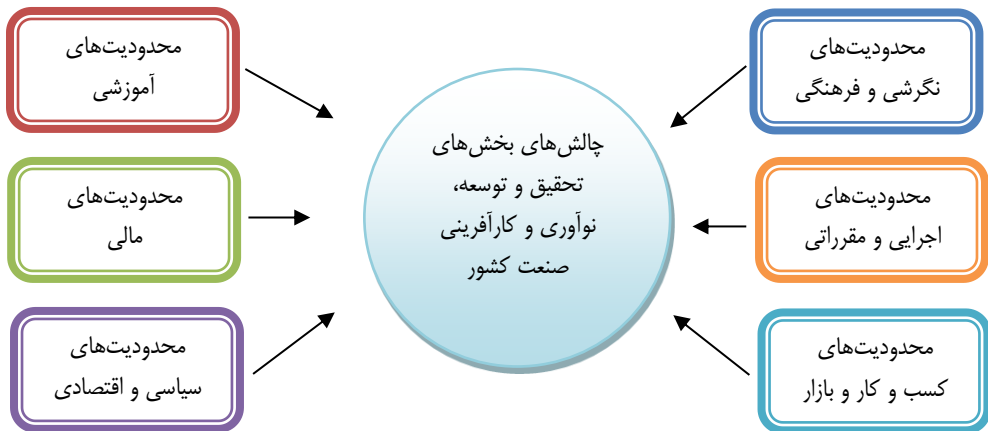 محدودیت‌های
نگرشی و فرهنگی
محدودیت‌های
اجرایی و مقرراتی
محدودیت‌های
کسب و کار و بازار
چالش‌های بخش‌های
تحقیق و توسعه،
نوآوری و کارآفرینی
صنعت کشور
محدودیت‌های
آموزشی
محدودیت‌های
مالی
محدودیت‌های
سیاسی و اقتصادی